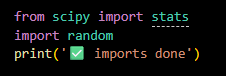 from scipy import stats
import random
print('✅ imports done')